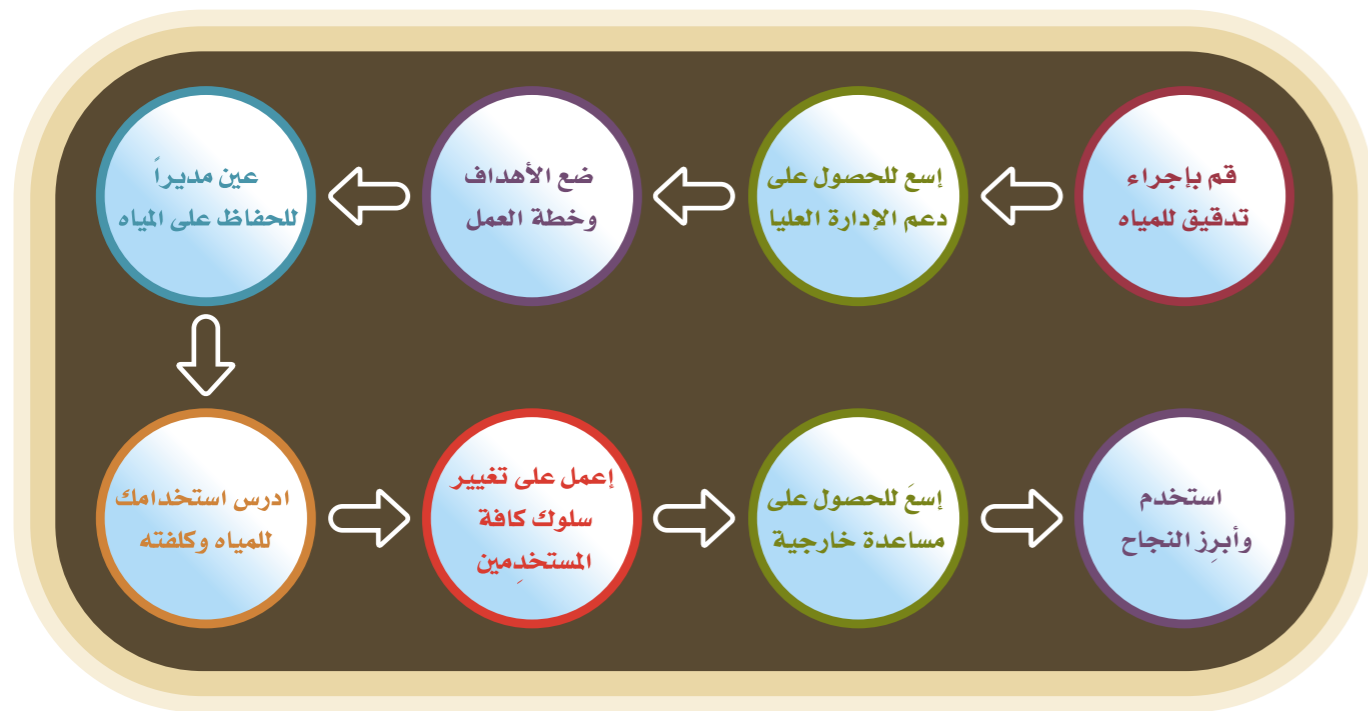 قم بإجراء
تدقيق للمياه
إسع للحصول على
دعم الإدارة العليا
ضع الأهداف
وخطة العمل
عين مديراً
للحفاظ على المياه
ادرس استخدامك
للمياه وكلفته
إعمل على تغيير
سلوك كافة
المستخدِمين
إسعَ للحصول على
مساعدة خارجية
استخدم
وأبرِز النجاح